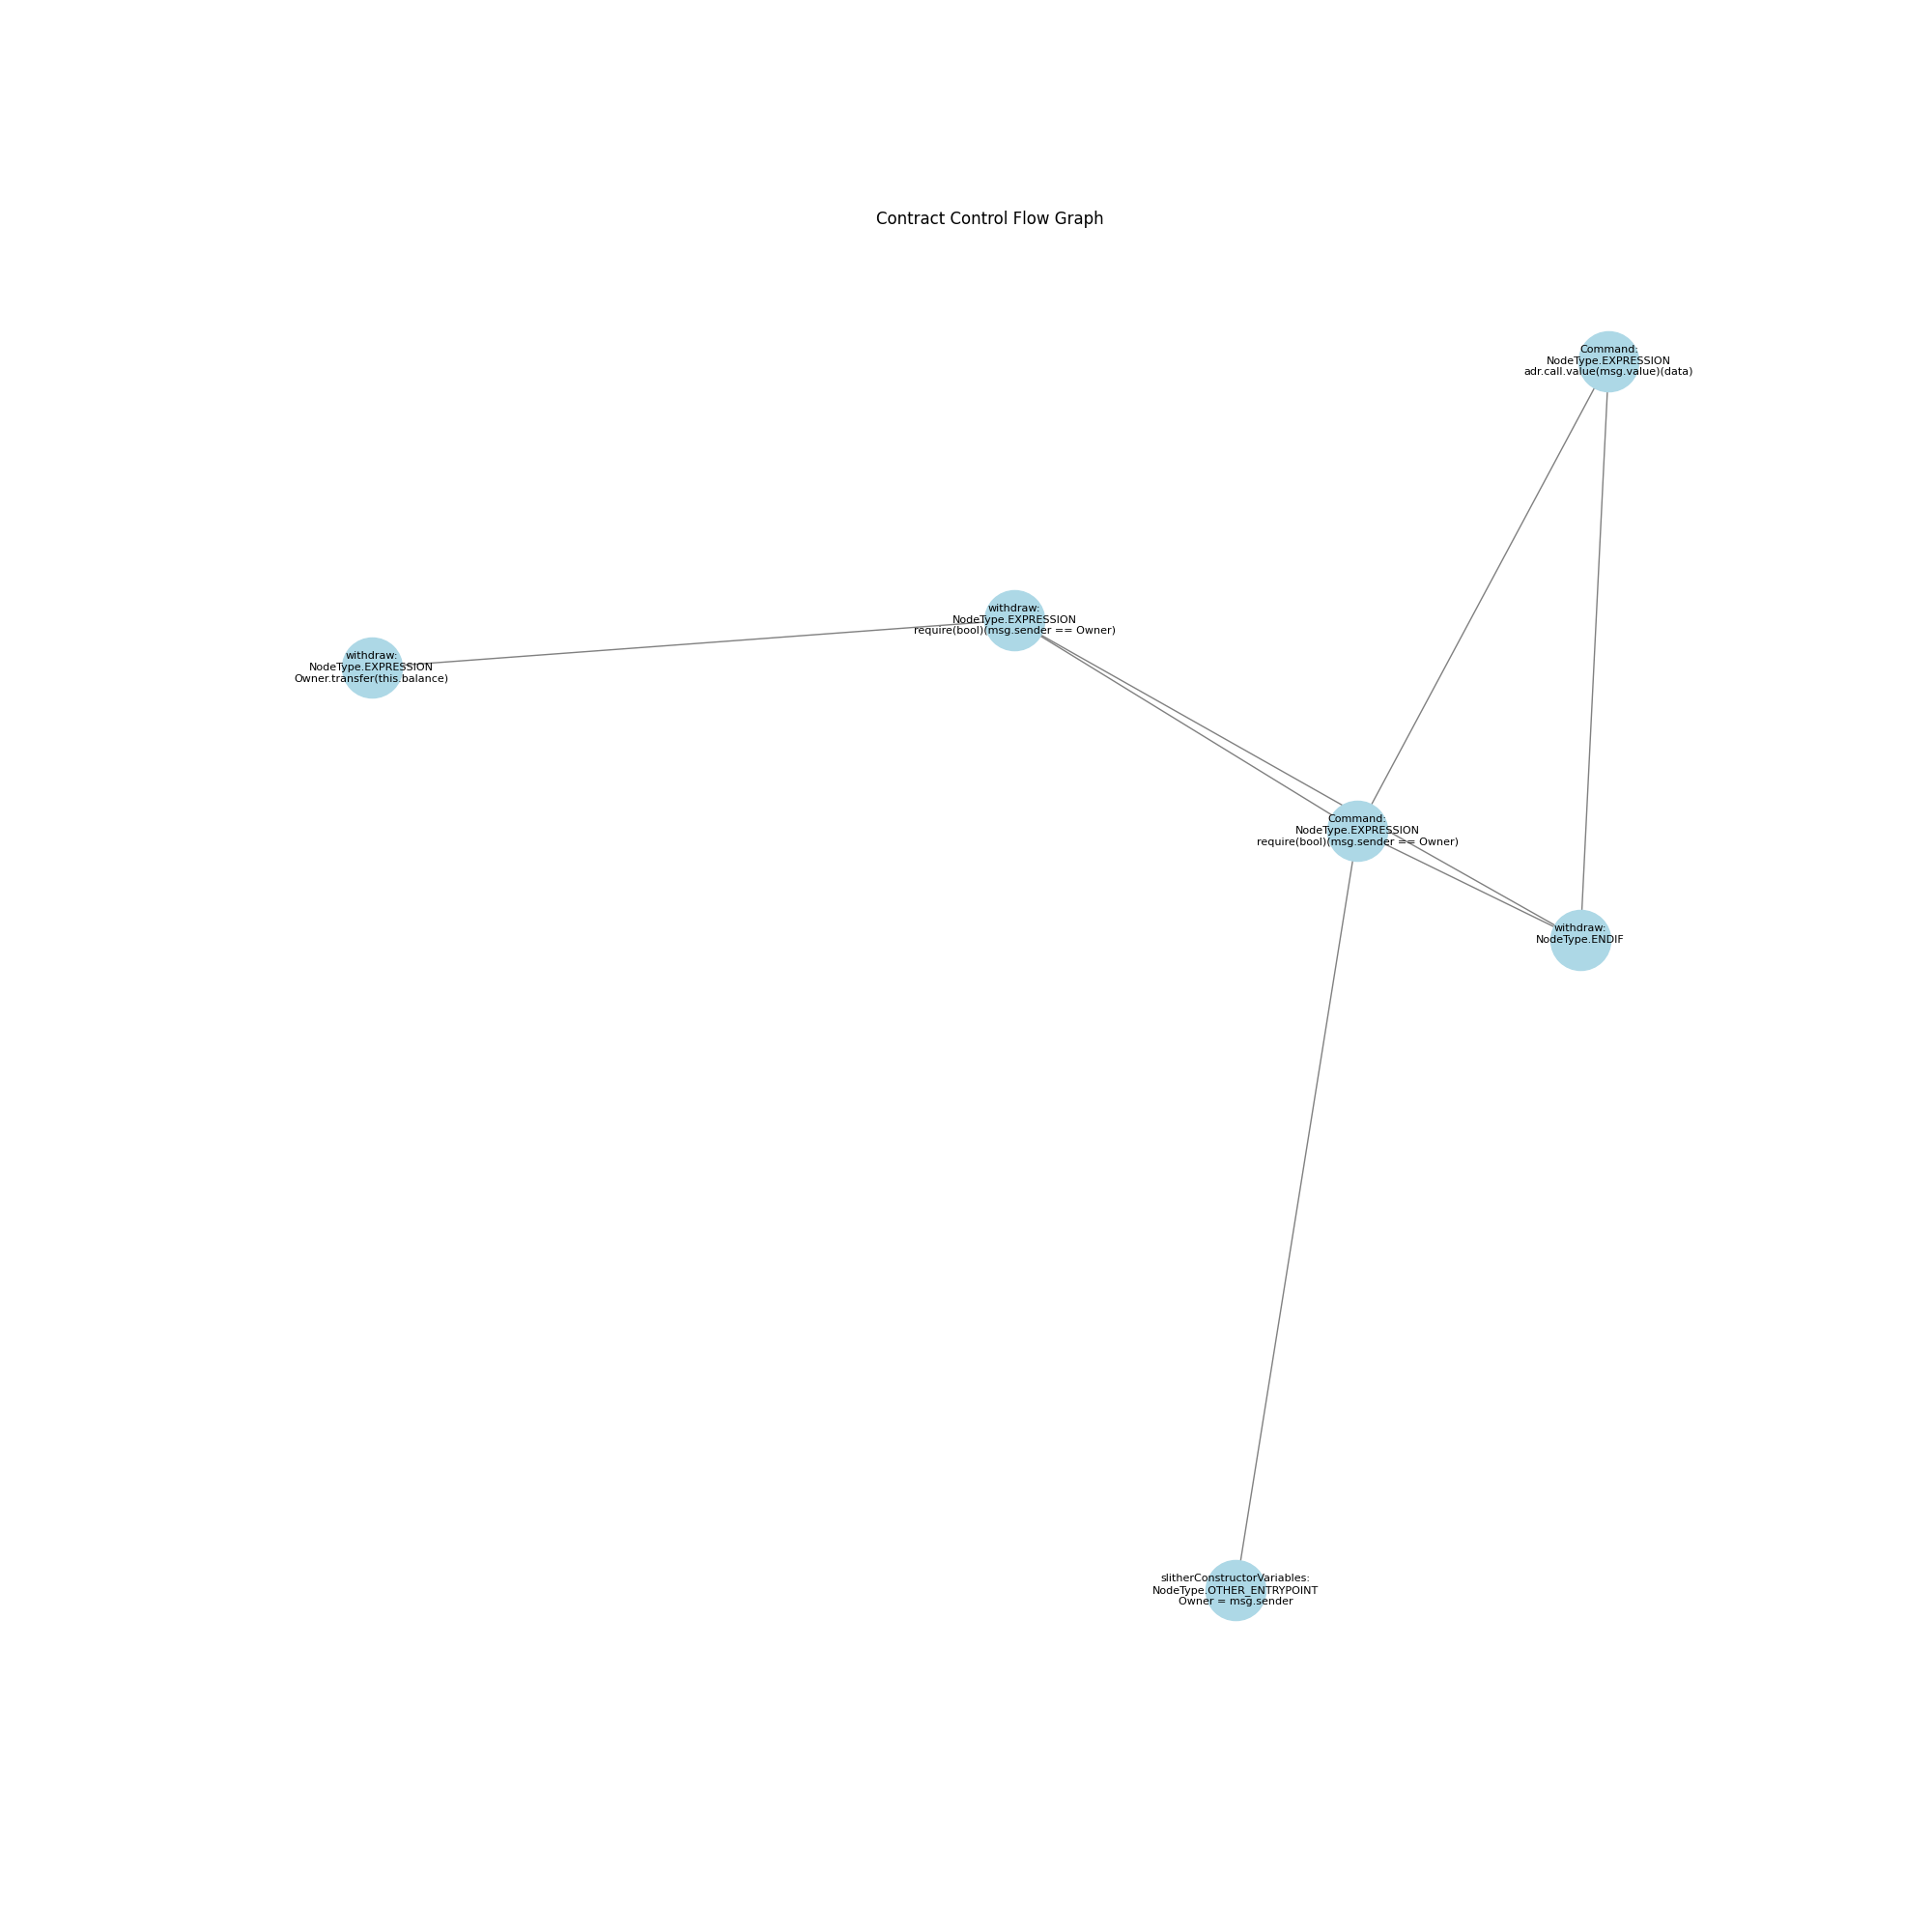 Contract Control Flow Graph
Command:
NodeType.EXPRESSION
adr.call.value(msg.value)(data)
withdraw:
NodeType.EXPRESSION
require(bool)(msg.sender == Owner)
withdraw:
NodeType.EXPRESSION
Owner.transfer(this.balance)
Command:
NodeType.EXPRESSION
require(bool)(msg.sender == Owner)
withdraw:
NodeType.ENDIF
slitherConstructorVariables:
NodeType.OTHER_ENTRYPOINT
Owner = msg.sender